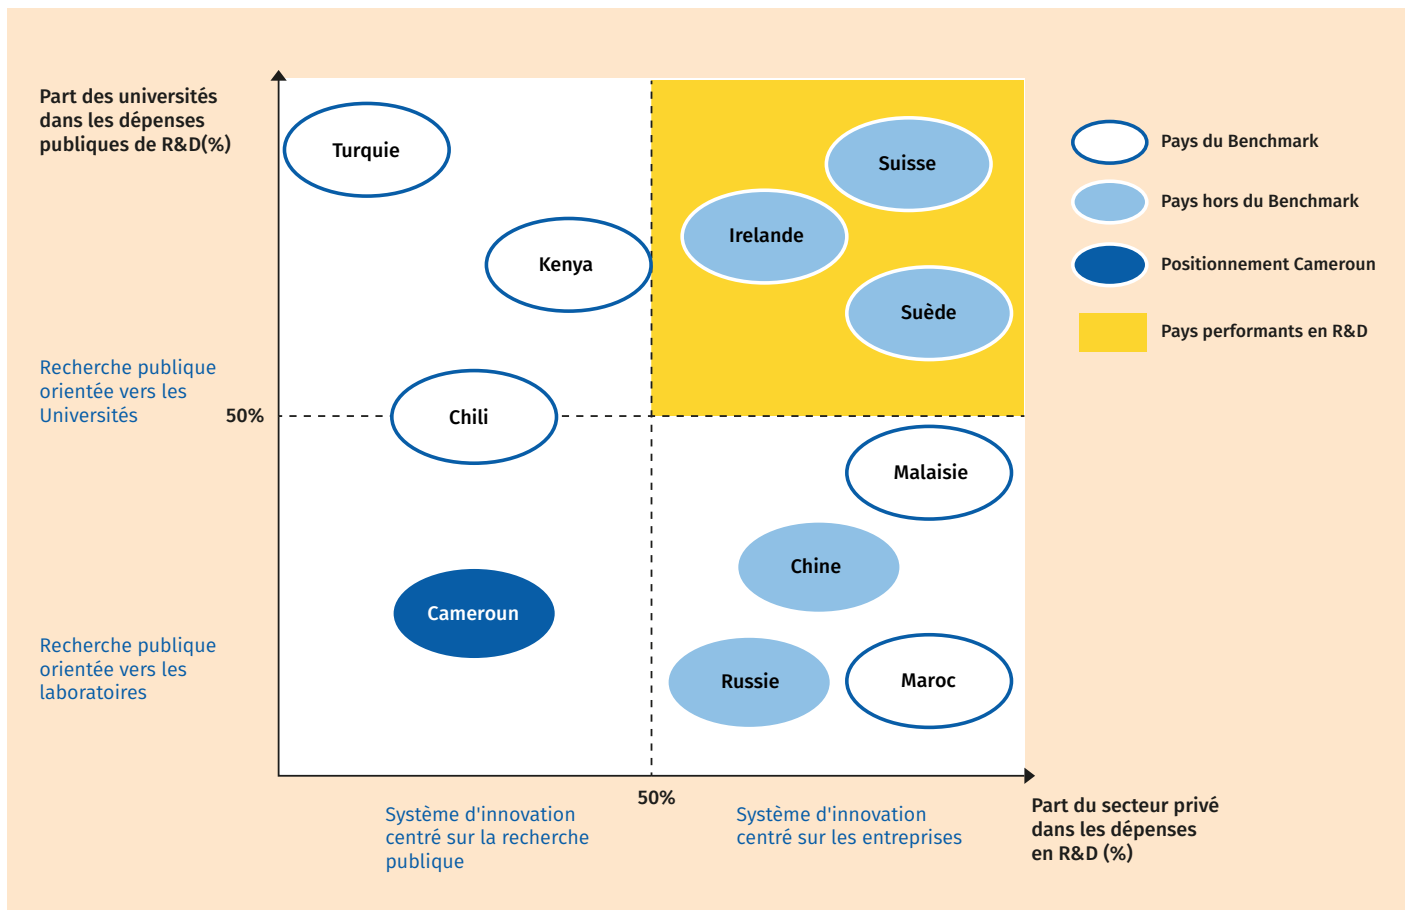 Part des universités
dans les dépenses
publiques de R&D(%)
Turquie
Kenya
Chili
Cameroun
Suisse
Irelande
Suède
Malaisie
Chine
Russie
Maroc
Pays du Benchmark
Pays hors du Benchmark
Positionnement Cameroun
Pays performants en R&D
Recherche publique
orientée vers les
Universités
50%
Recherche publique
orientée vers les
laboratoires
50%
Système d'innovation
centré sur la recherche
publique
Système d'innovation
centré sur les entreprises
Part du secteur privé
dans les dépenses
en R&D (%)